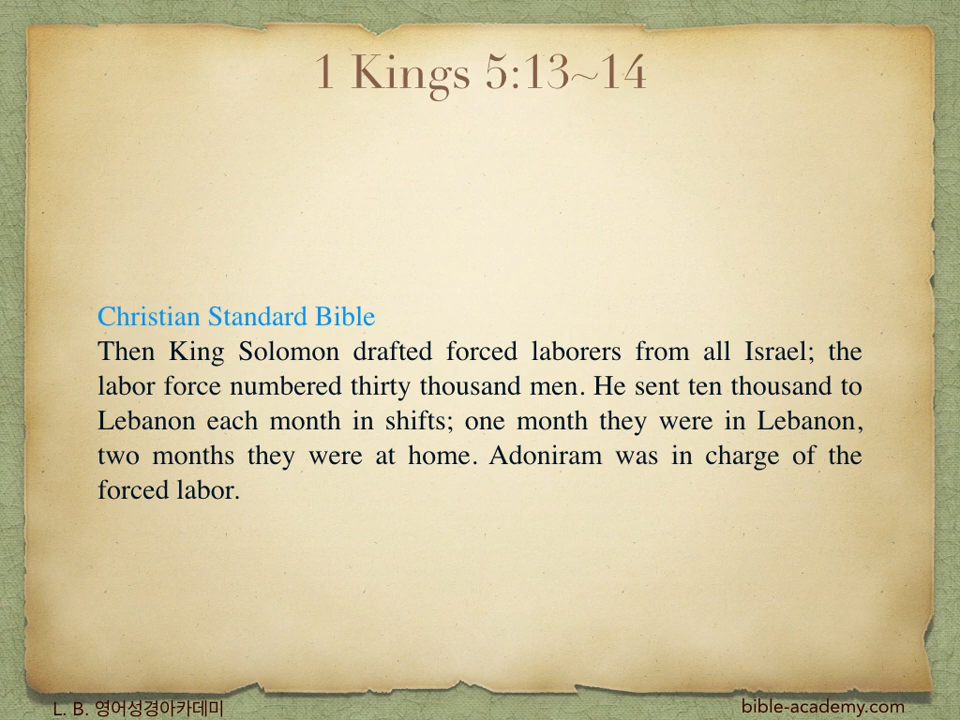 1 Kings 5:13~14
Christian Standard Bible
Then King Solomon drafted forced laborers from all Israel; the
labor force numbered thirty thousand men. He sent ten thousand to
Lebanon each month in shifts; one month they were in Lebanon,
two months they were at home. Adoniram was in charge of the
forced labor.
L. B. 영어성경아카데미
bible-academy.com